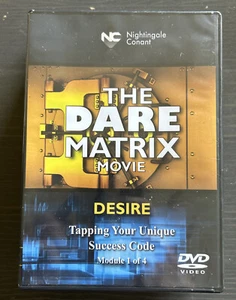 NC Nightingale
Conant
THE
DARE
MATRIX
MOVIE
DESIRE
Tapping Your Unique
Success Code
Module 1 of 4
DVD
VIDEO